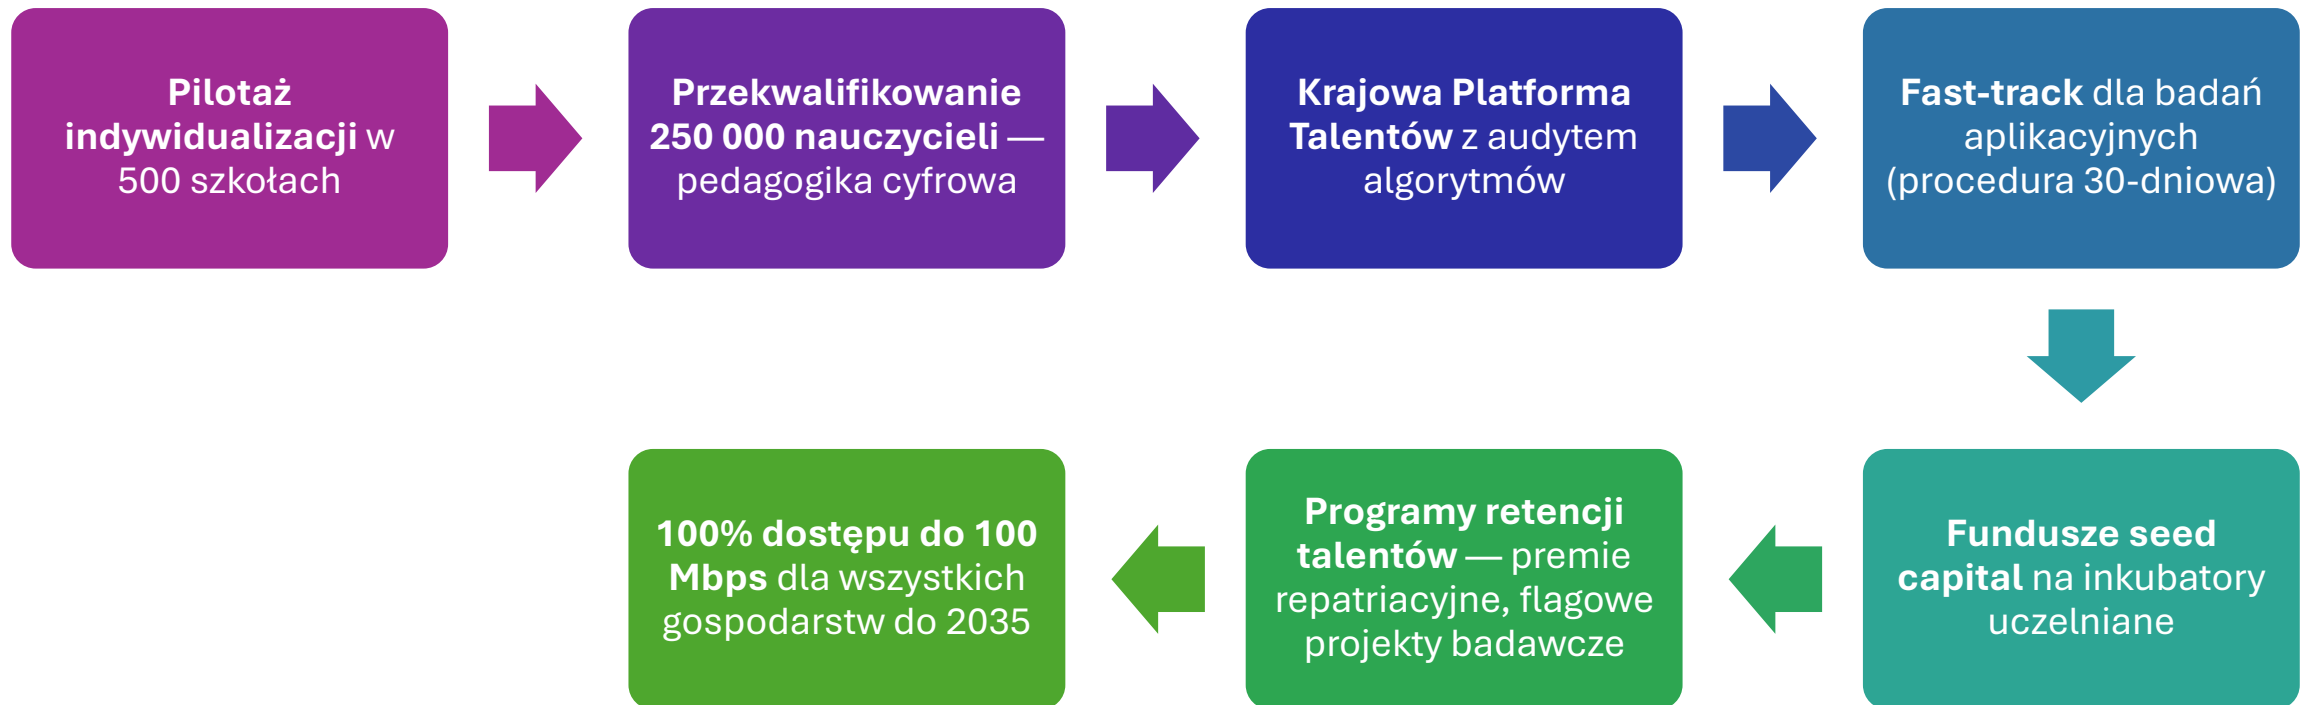 Pilotaż
indywidualizacji w
500 szkołach
Przekwalifikowanie
250 000 nauczycieli —
pedagogika cyfrowa
Krajowa Platforma
Talentów z audytem
algorytmów
Fast-track dla badań
aplikacyjnych
(procedura 30-dniowa)
Fundusze seed
capital na inkubatory
uczelniane
Programy retencji
talentów — premie
repatriacyjne, flagowe
projekty badawcze
100% dostępu do 100
Mbps dla wszystkich
gospodarstw do 2035